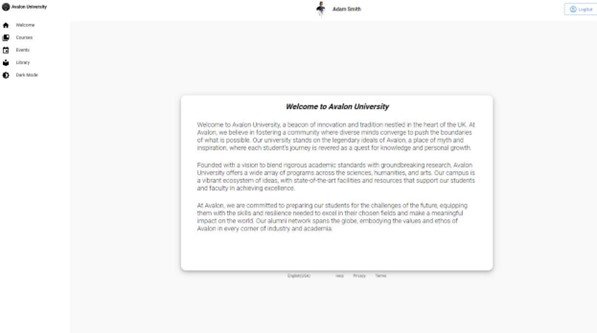 Avalon University
Adam Smith
Logout
Welcome
Courses
Events
Library
Dark Mode
Welcome to Avalon University
Welcome to Avalon University, a beacon of innovation and tradition nestled in the heart of the UK. At
Avalon, we believe in fostering a community where diverse minds converge to push the boundaries
of what is possible. Our university stands on the legendary ideals of Avalon, a place of myth and
inspiration, where each student's journey is revered as a quest for knowledge and personal growth.
Founded with a vision to blend rigorous academic standards with groundbreaking research, Avalon
University offers a wide array of programs across the sciences, humanities, and arts. Our campus is
a vibrant ecosystem of ideas, with state-of-the-art facilities and resources that support our students
and faculty in achieving excellence.
At Avalon, we are committed to preparing our students for the challenges of the future, equipping
them with the skills and resilience needed to excel in their chosen fields and make a meaningful
impact on the world. Our alumni network spans the globe, embodying the values and ethos of
Avalon in every corner of industry and academia.
Help Privacy Terms